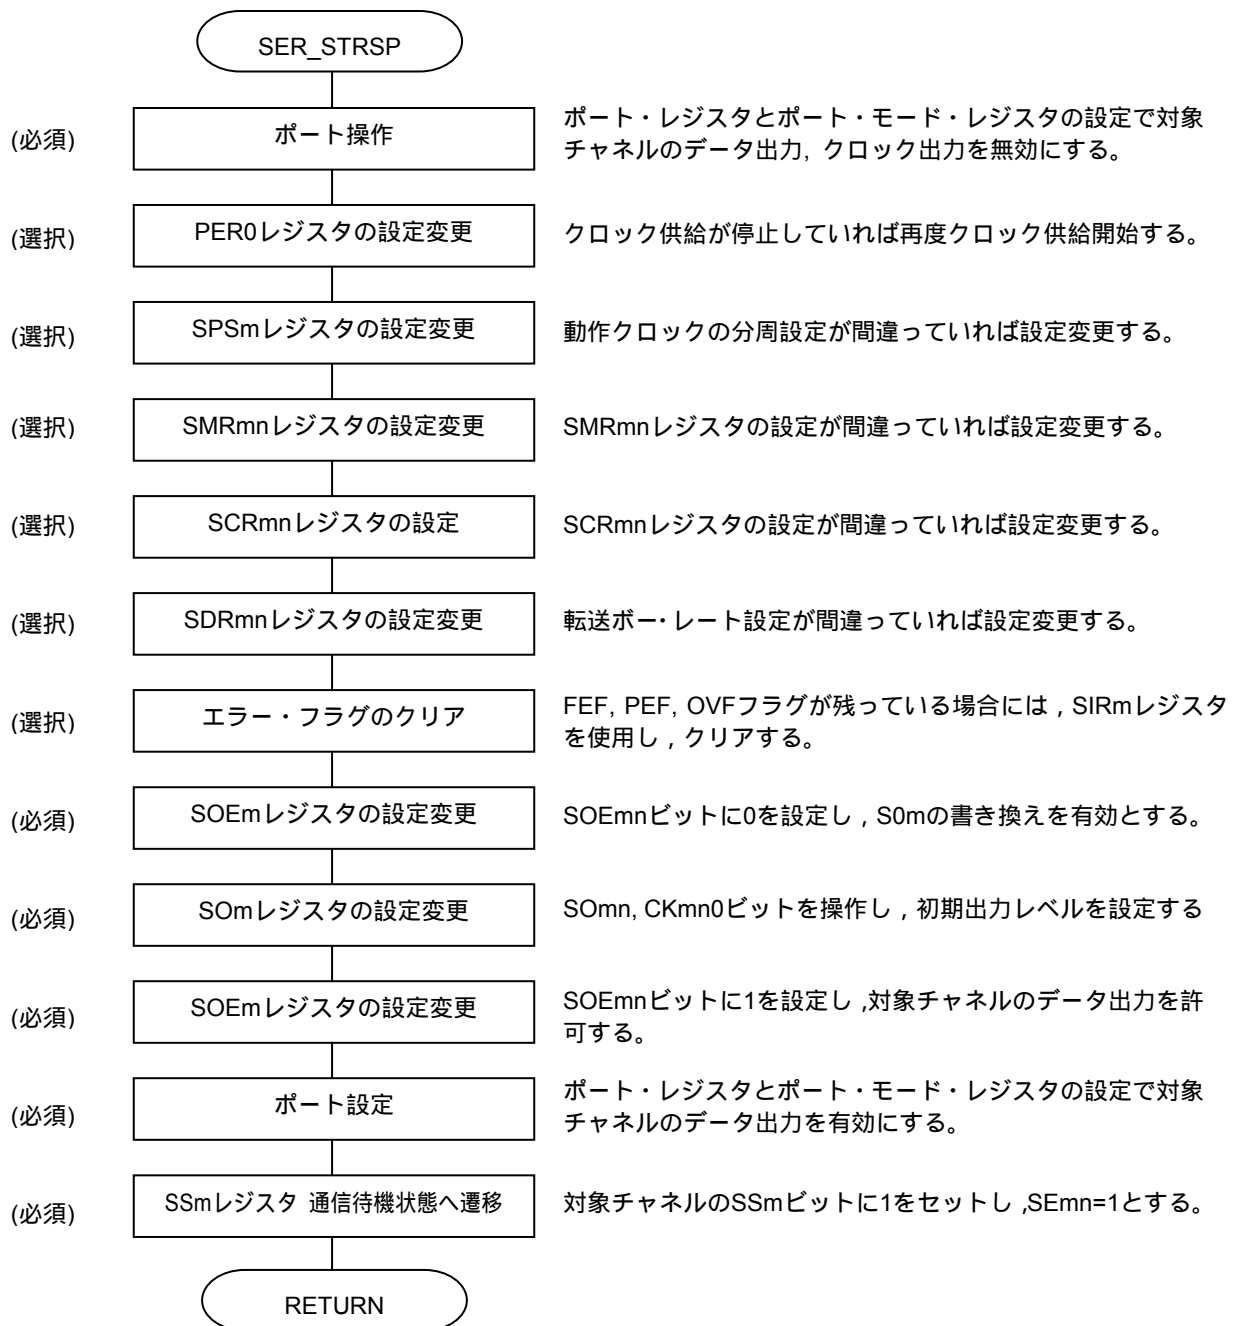 SER_STRSP
(必須)
ポート操作
ポート・レジスタとポート・モード・レジスタの設定で対象
チャネルのデータ出力, クロック出力を無効にする。
(選択)
PER0レジスタの設定変更
クロック供給が停止していれば再度クロック供給開始する。
(選択)
SPSmレジスタの設定変更
動作クロックの分周設定が間違っていれば設定変更する。
(選択)
SMRmnレジスタの設定変更
SMRmnレジスタの設定が間違っていれば設定変更する。
(選択)
SCRmnレジスタの設定
SCRmnレジスタの設定が間違っていれば設定変更する。
(選択)
SDRmnレジスタの設定変更
転送ボー・レート設定が間違っていれば設定変更する。
(選択)
エラー・フラグのクリア
FEF, PEF, OVFフラグが残っている場合には , SIRmレジスタ
を使用し , クリアする。
(必須)
SOEmレジスタの設定変更
SOEmnビットに0を設定し , S0mの書き換えを有効とする。
(必須)
SOmレジスタの設定変更
SOmn, CKmn0ビットを操作し , 初期出力レベルを設定する
(必須)
SOEmレジスタの設定変更
SOEmnビットに1を設定し ,対象チャネルのデータ出力を許
可する。
(必須)
ポート設定
ポート・レジスタとポート・モード・レジスタの設定で対象
チャネルのデータ出力を有効にする。
(必須)
SSmレジスタ 通信待機状態へ遷移
対象チャネルのSSmビットに1をセットし ,SEmn=1とする。
RETURN